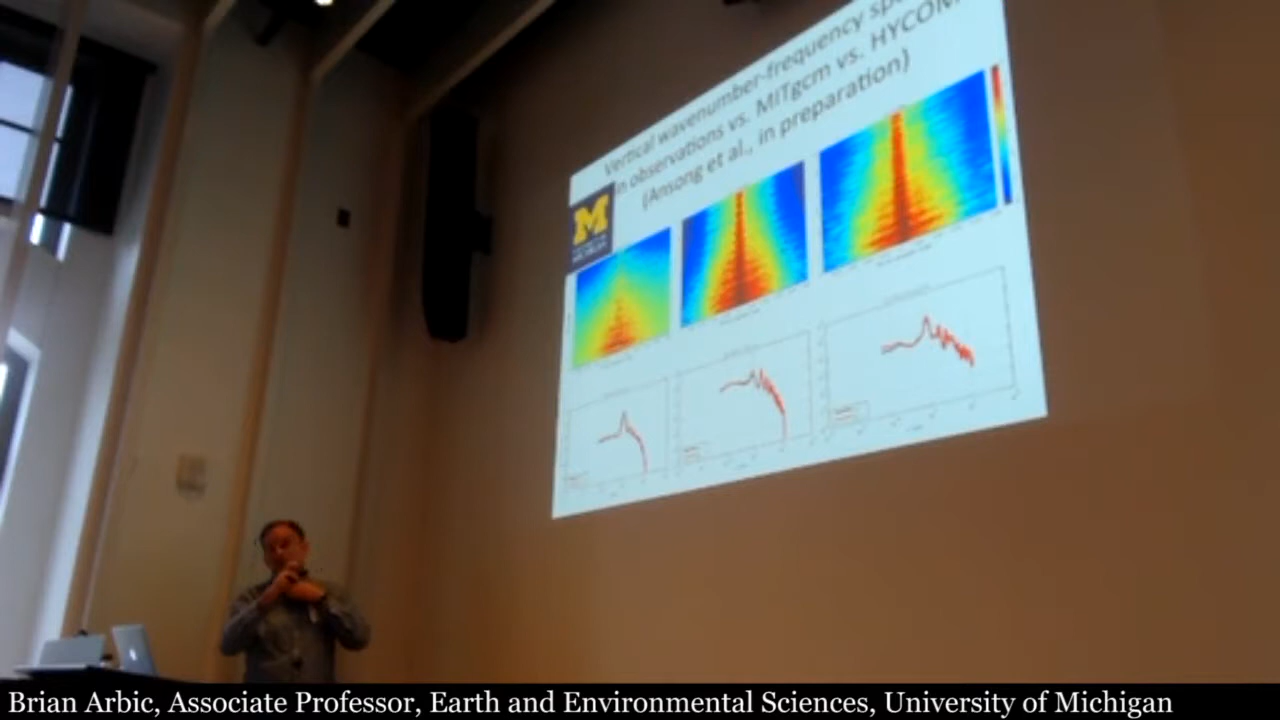 Vertical wavenumber-frequency
in observations vs. MITgcm vs. HYCOM
(Ansong et al., in preparation)
M
Brian Arbic, Associate Professor, Earth and Environmental Sciences, University of Michigan